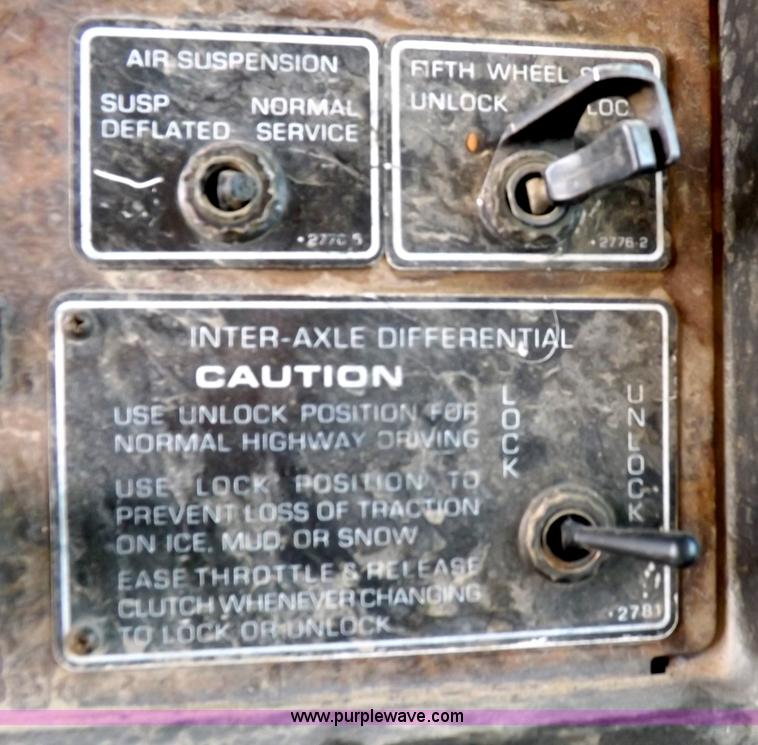 AIR SUSPENSION
SUSP NORMAL
DEFLATED SERVICE
FIFTH WHEEL
UNLOCK LOC
•2776-2
INTER-AXLE DIFFERENTIAL
CAUTION
USE UNLOCK POSITION FOR
NORMAL HIGHWAY DRIVING
USE LOCK POSITION TO
PREVENT LOSS OF TRACTION
ON ICE, MUD, OR SNOW
EASE THROTTLE & RELEASE
CLUTCH WHENEVER CHANGING
TO LOCK OR UNLOCK
LOCK
UNLOCK
•2781
www.purplewave.com